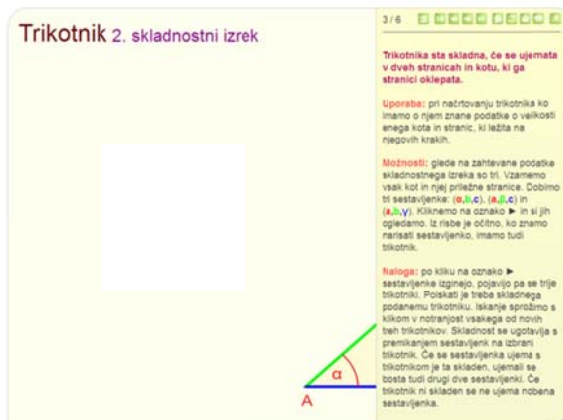 Trikotnik 2. skladnostni izrek
3/6
Trikotnika sta skladna, če se ujemata
v dveh stranicah in kotu, ki ga
stranici oklepata.
Uporaba: pri načrtovanju trikotnika ko
imamo o njem znane podatke o velikosti
enega kota in stranic, ki ležita na
njegovih krakih.
Možnosti: glede na zahtevane podatke
skladnostnega izreka so tri. Vzamemo
vsak kot in njej priležne stranice. Dobimo
tri sestavljenke: (α,b,c), (a,β,c) in
(a,b,γ). Kliknemo na oznako ► in si jih
ogledamo. Iz risbe je očitno, ko znamo
narisati sestavljenko, imamo tudi
trikotnik.
Naloga: po kliku na oznako ►
sestavljenke izginejo, pojavijo pa se trije
trikotniki. Poiskati je treba skladnega
podanemu trikotniku. Iskanje sprožimo s
klikom v notranjost vsakega od novih
treh trikotnikov. Skladnost se ugotavlja s
premikanjem sestavljenk na izbrani
trikotnik. Če se sestavljenka ujema s
trikotnikom je ta skladen, ujemali se
bosta tudi drugi dve sestavljenki. Če
trikotnik ni skladen se ne ujema nobena
sestavljenka.
α
A